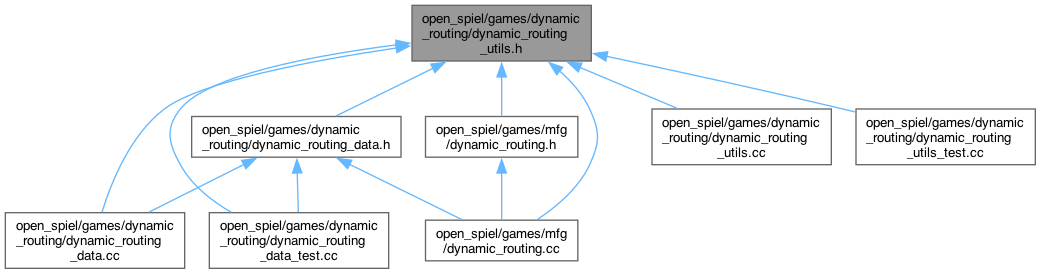 open_spiel/games/dynamic
_routing/dynamic_routing
_utils.h
open_spiel/games/dynamic
_routing/dynamic_routing_data.h
open_spiel/games/mfg
/dynamic_routing.h
open_spiel/games/dynamic
_routing/dynamic_routing
_utils.cc
open_spiel/games/dynamic
_routing/dynamic_routing
_utils_test.cc
open_spiel/games/dynamic
_routing/dynamic_routing
_data.cc
open_spiel/games/dynamic
_routing/dynamic_routing
_data_test.cc
open_spiel/games/mfg
/dynamic_routing.cc